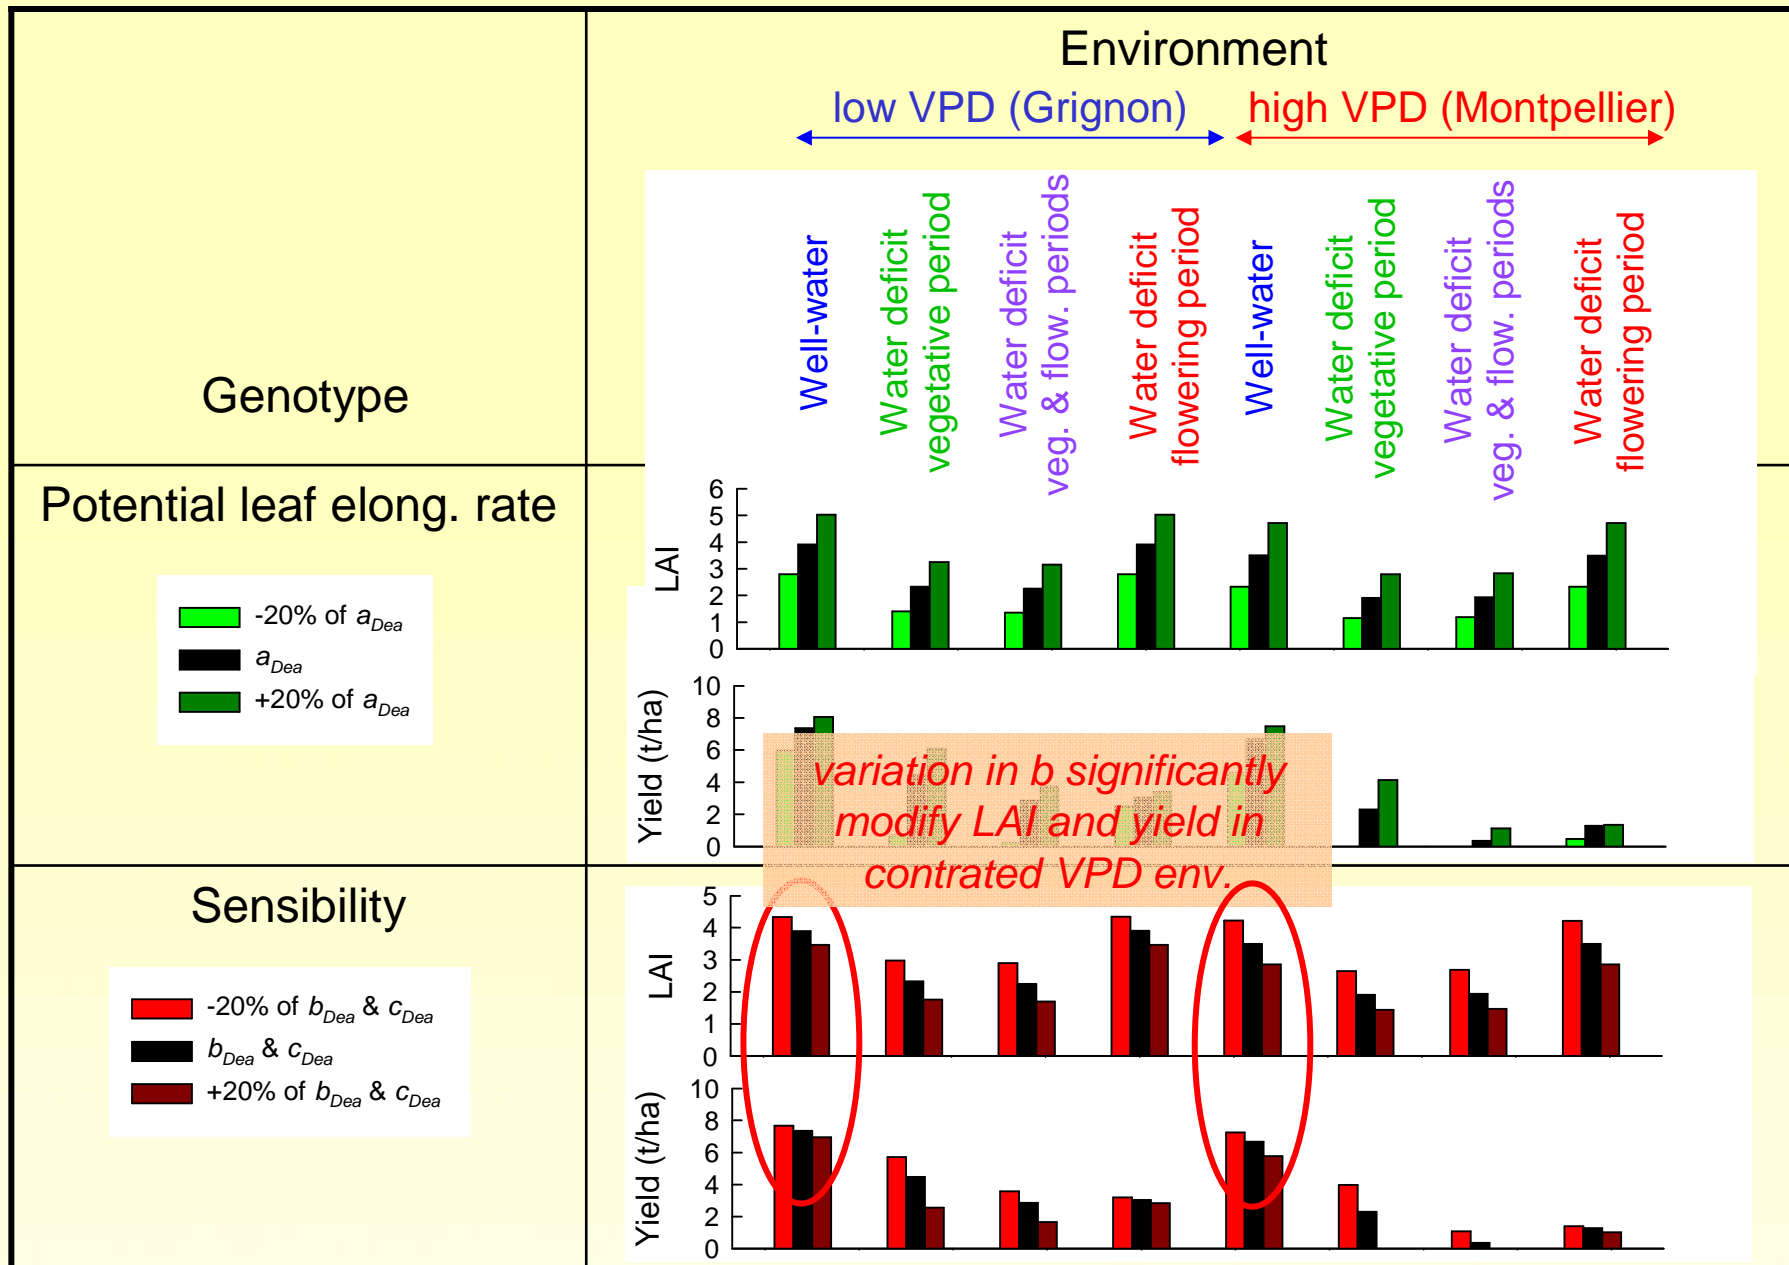 Environment
low VPD (Grignon)
high VPD (Montpellier)
Genotype
Well-water
Water deficit
vegetative period
Water deficit
veg. & flow. periods
Water deficit
flowering period
Well-water
Water deficit
vegetative period
Water deficit
veg. & flow. periods
Water deficit
flowering period
Potential leaf elong. rate
-20% of aDea
aDea
+20% of aDea
LAI
6
5
4
3
2
1
0
Yield (t/ha)
10
8
6
4
2
0
variation in b significantly
modify LAI and yield in
contrated VPD env.
Sensibility
-20% of bDea & cDea
bDea & cDea
+20% of bDea & cDea
LAI
5
4
3
2
1
0
Yield (t/ha)
10
8
6
4
2
0